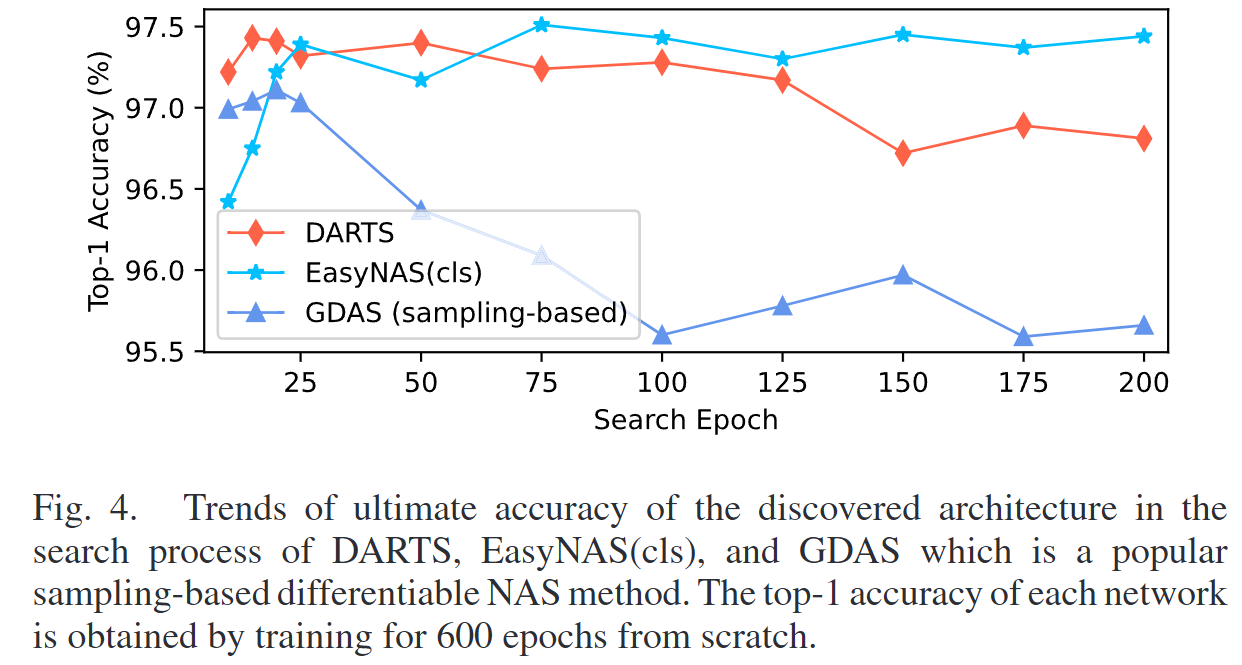 97.5
97.0
96.5
96.0
95.5
Top-1 Accuracy (%)
DARTS
EasyNAS(cls)
GDAS (sampling-based)
25 50 75 100 125 150 175 200
Search Epoch
Fig. 4. Trends of ultimate accuracy of the discovered architecture in the
search process of DARTS, EasyNAS(cls), and GDAS which is a popular
sampling-based differentiable NAS method. The top-1 accuracy of each network
is obtained by training for 600 epochs from scratch.